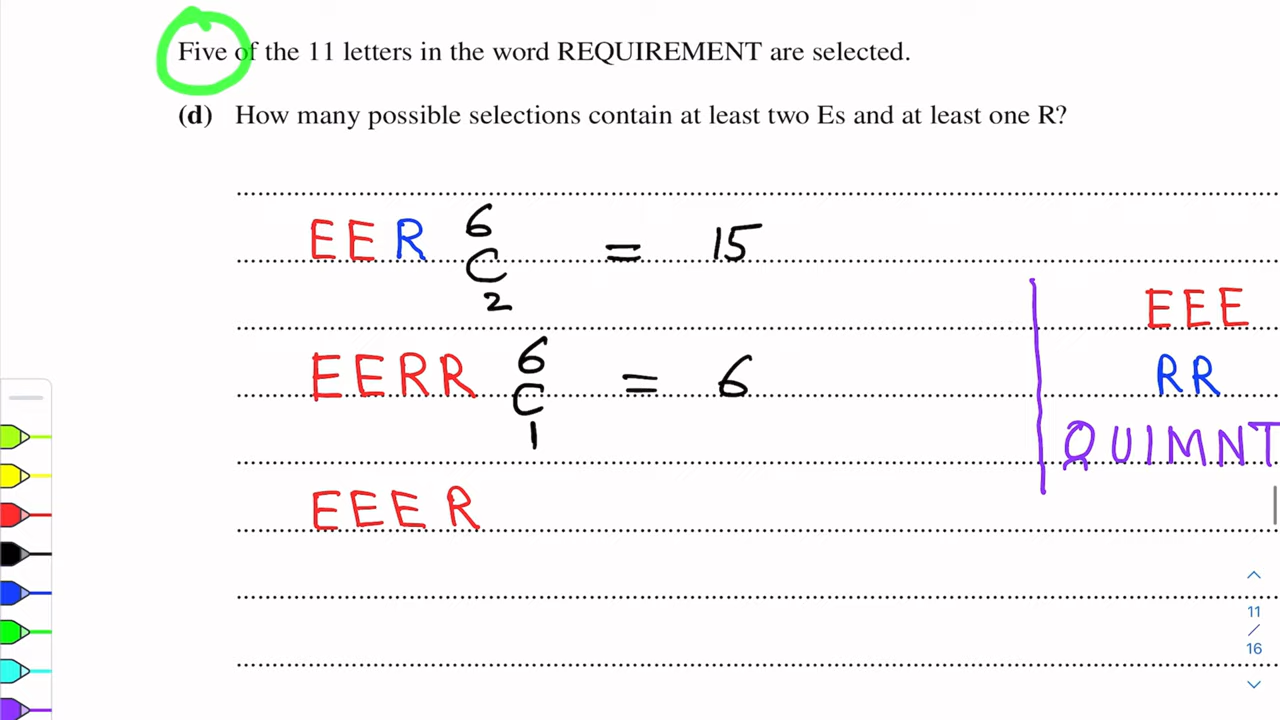 Five of the 11 letters in the word REQUIREMENT are selected.
(d) How many possible selections contain at least two Es and at least one R?
EER 6C2 = 15
EEE
EERR 6C1 = 6
RR
QUIMNT
EEER
11
/
16